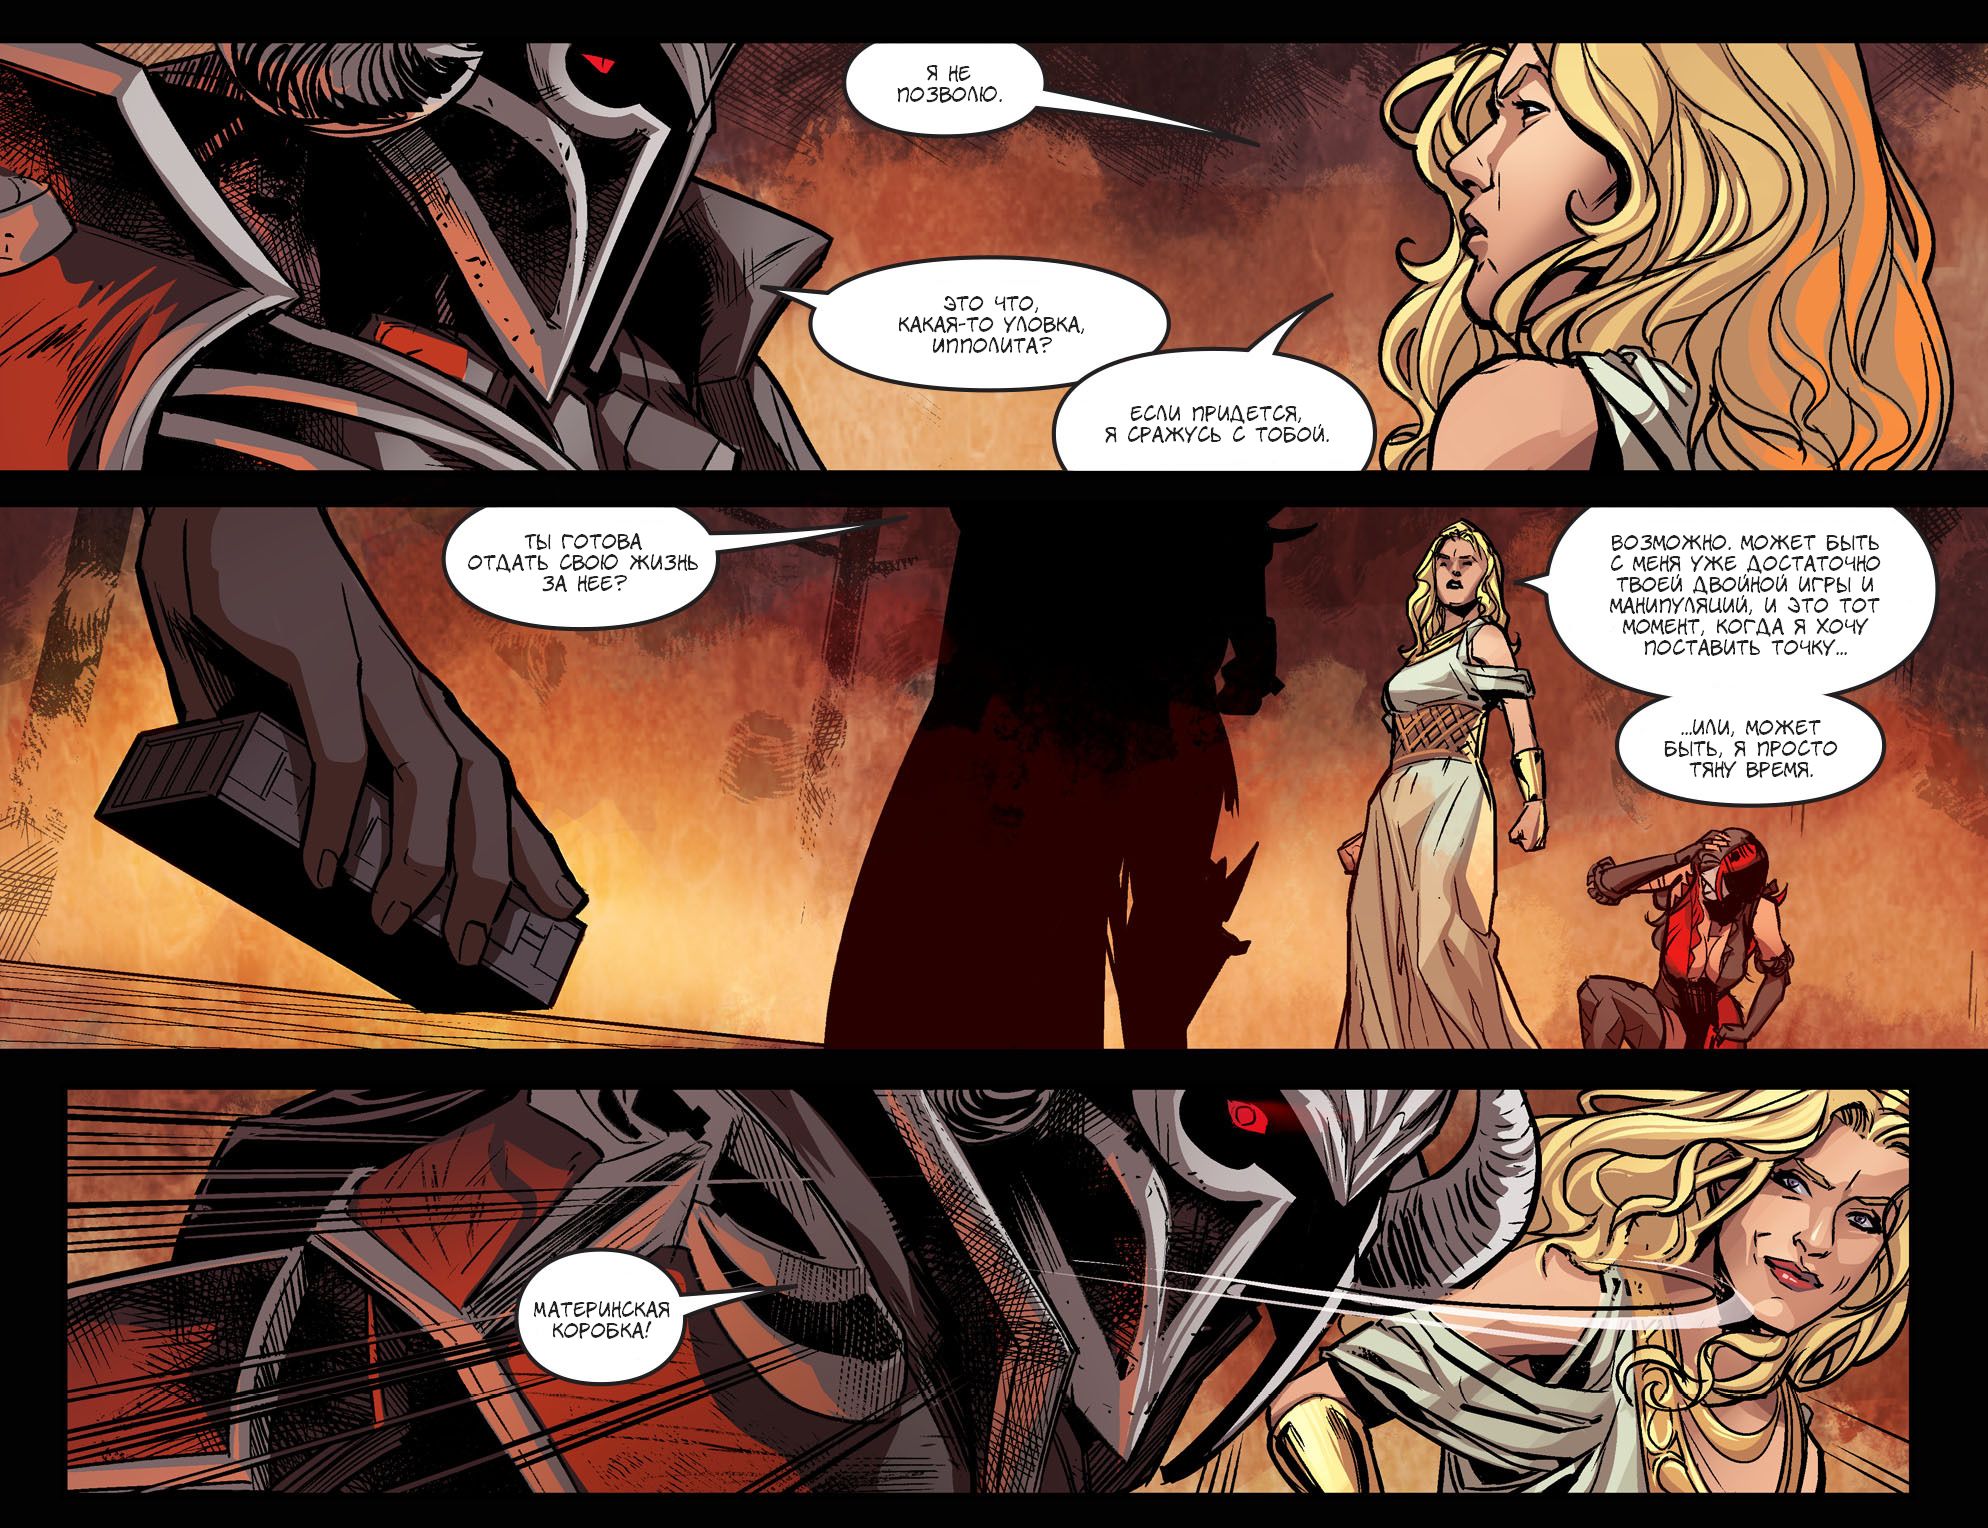 Я НЕ
ПОЗВОЛЮ.
ЭТО ЧТО,
КАКАЯ-ТО УЛОВКА,
ИППОЛИТА?
ЕСЛИ ПРИДЕТСЯ,
Я СРАЖУСЬ С ТОБОЙ.
ТЫ ГОТОВА
ОТДАТЬ СВОЮ ЖИЗНЬ
ЗА НЕЕ?
ВОЗМОЖНО. МОЖЕТ БЫТЬ
С МЕНЯ УЖЕ ДОСТАТОЧНО
ТВОЕЙ ДВОЙНОЙ ИГРЫ И
МАНИПУЛЯЦИЙ, И ЭТО ТОТ
МОМЕНТ, КОГДА Я ХОЧУ
ПОСТАВИТЬ ТОЧКУ...
...ИЛИ, МОЖЕТ
БЫТЬ, Я ПРОСТО
ТЯНУ ВРЕМЯ.
МАТЕРИНСКАЯ
КОРОБКА!